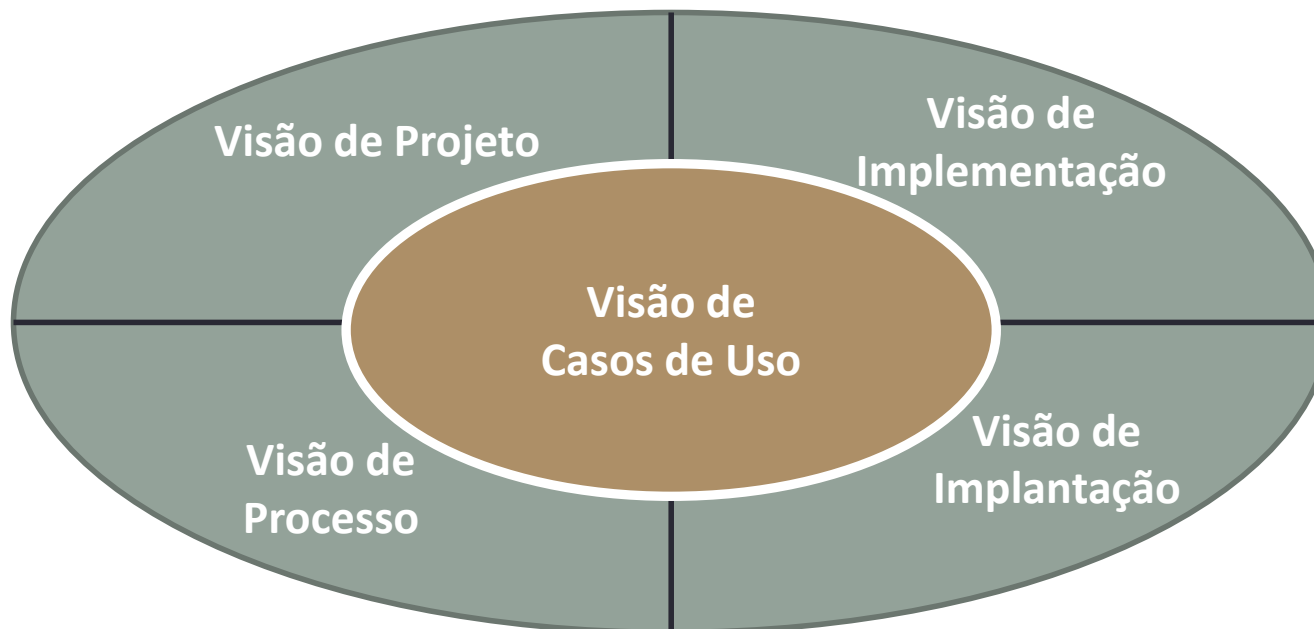 Visão de Projeto
Visão de
Implementação
Visão de
Casos de Uso
Visão de
Processo
Visão de
Implantação